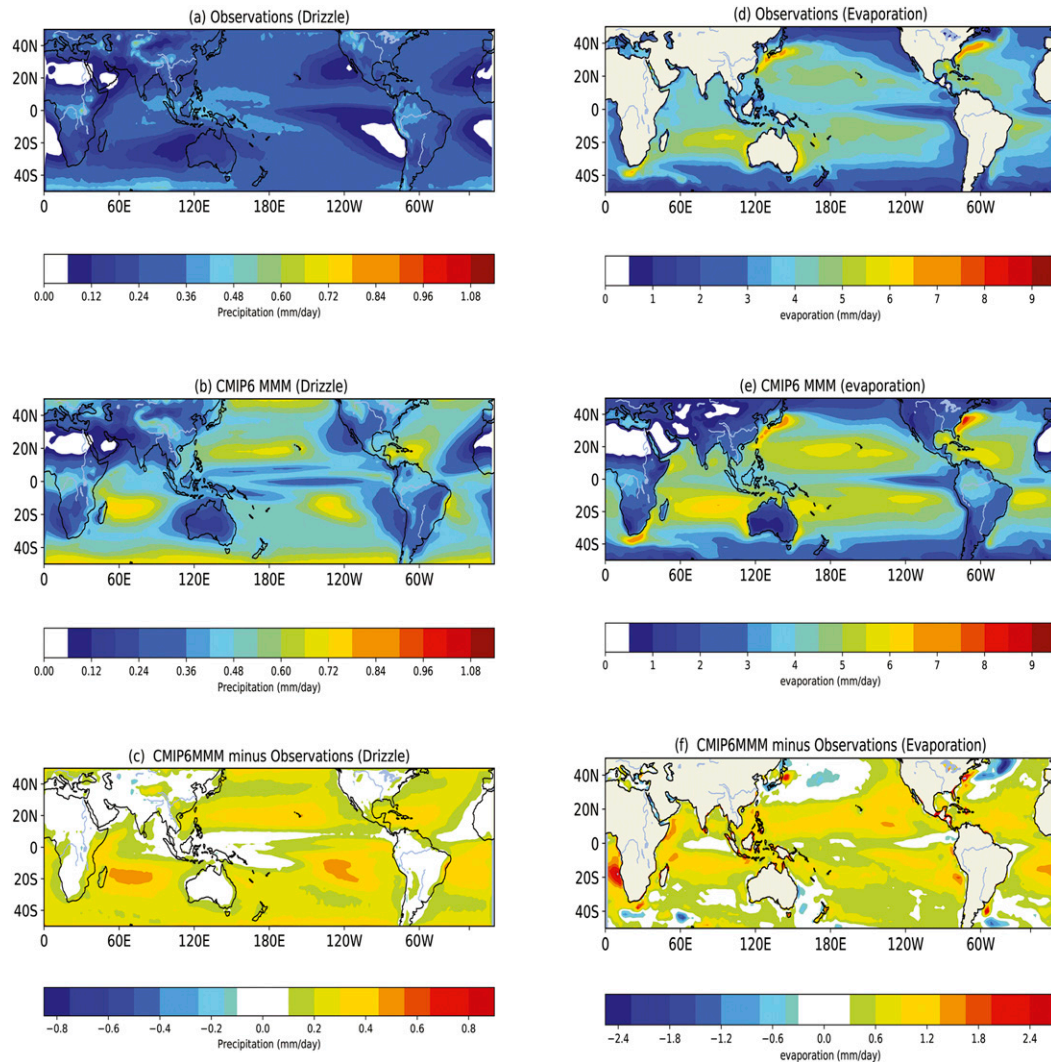 (a) Observations (Drizzle)
40N
20N
0
20S
40S
0
60E
120E
180E
120W
60W
0.00
0.12
0.24
0.36
0.48
0.60
0.72
0.84
0.96
1.08
Precipitation (mm/day)
(d) Observations (Evaporation)
40N
20N
0
20S
40S
0
60E
120E
180E
120W
60W
0
1
2
3
4
5
6
7
8
9
evaporation (mm/day)
(b) CMIP6 MMM (Drizzle)
40N
20N
0
20S
40S
0
60E
120E
180E
120W
60W
0.00
0.12
0.24
0.36
0.48
0.60
0.72
0.84
0.96
1.08
Precipitation (mm/day)
(e) CMIP6 MMM (evaporation)
40N
20N
0
20S
40S
0
60E
120E
180E
120W
60W
0
1
2
3
4
5
6
7
8
9
evaporation (mm/day)
(c) CMIP6MMM minus Observations (Drizzle)
40N
20N
0
20S
40S
0
60E
120E
180E
120W
60W
−0.8
−0.6
−0.4
−0.2
0.0
0.2
0.4
0.6
0.8
Precipitation (mm/day)
(f) CMIP6MMM minus Observations (Evaporation)
40N
20N
0
20S
40S
0
60E
120E
180E
120W
60W
−2.4
−1.8
−1.2
−0.6
0.0
0.6
1.2
1.8
2.4
evaporation (mm/day)